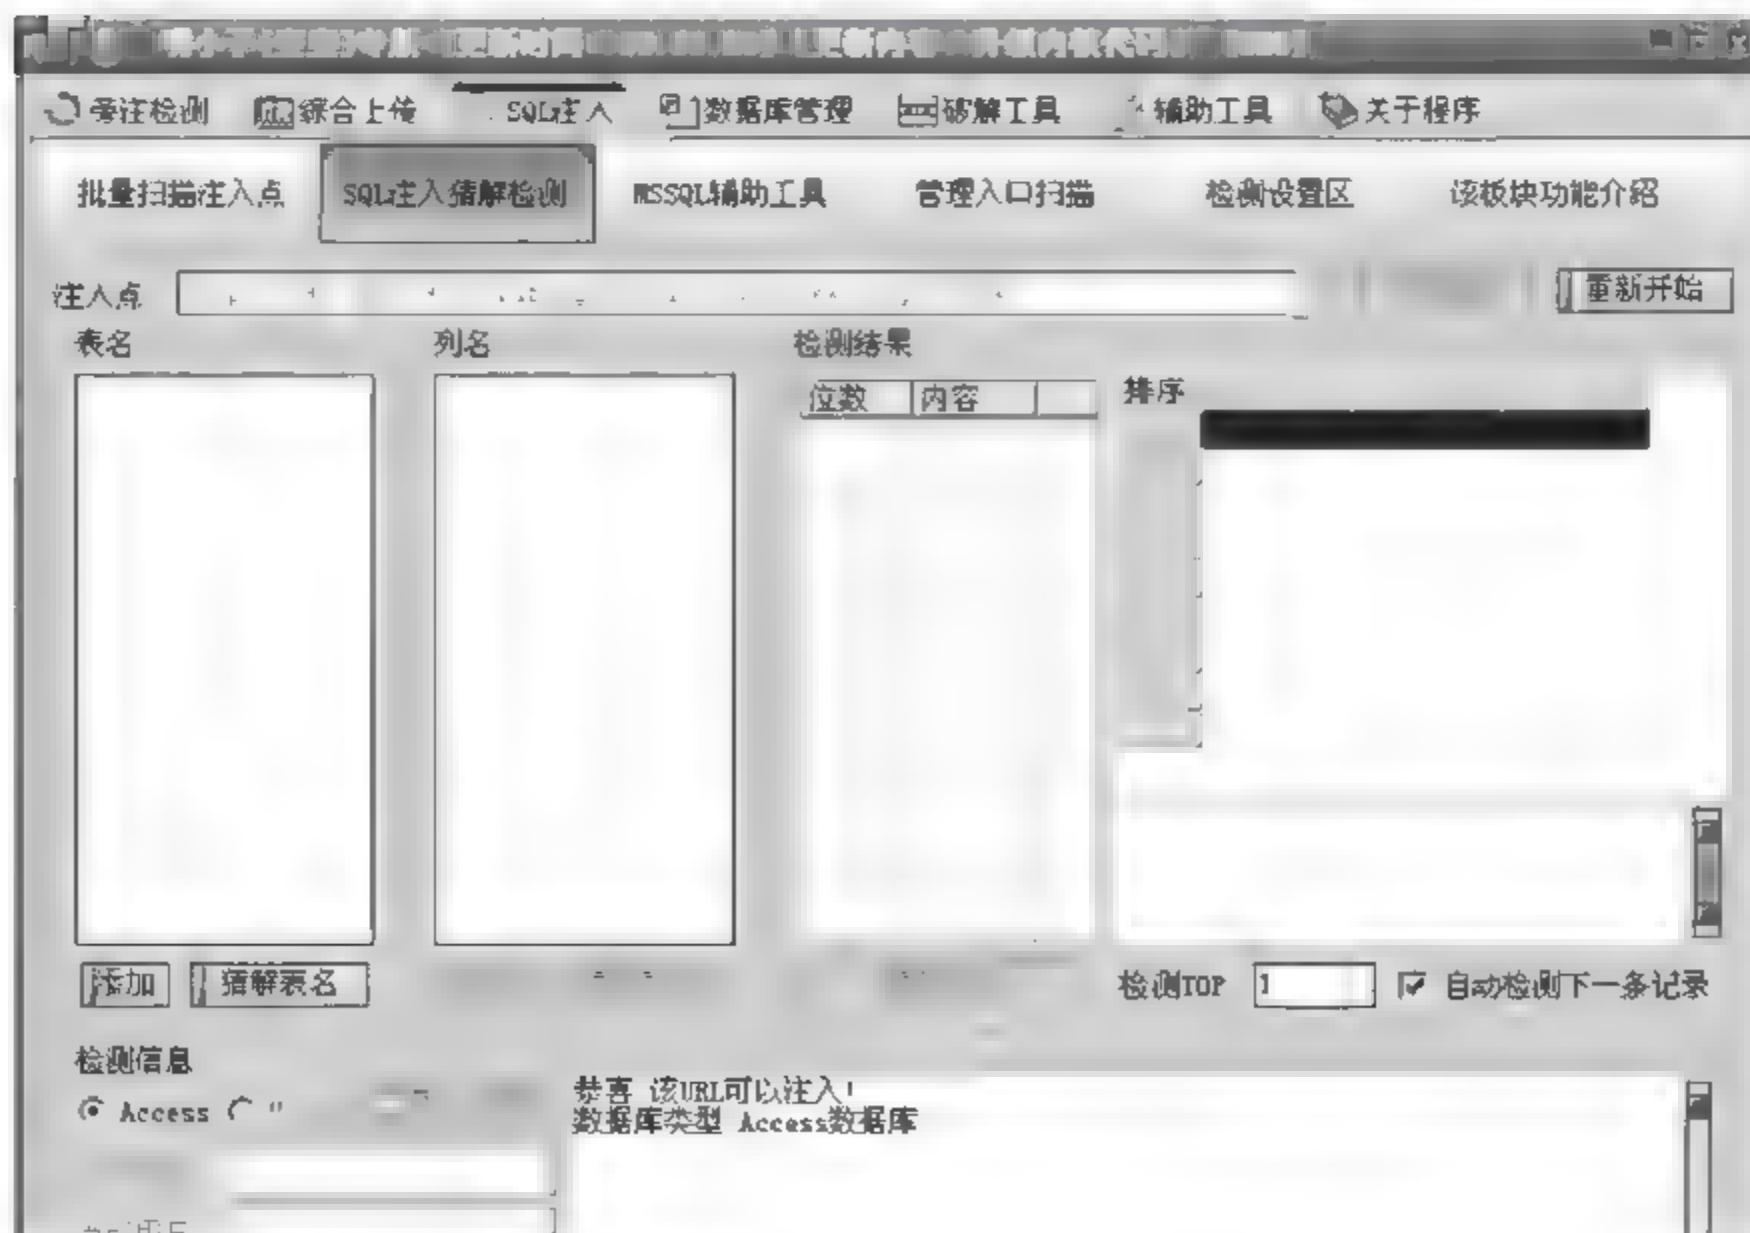 旁注检测 综合上传 SQL注入 数据库管理 破解工具 辅助工具 关于程序
批量扫描注入点 SQL注入猜解检测 MSSQL辅助工具 管理入口扫描 检测设置区 该板块功能介绍
注入点 重新开始
表名 列名 检测结果
位数 内容 排序
添加 猜解表名 检测TOP 1 自动检测下一条记录
检测信息
恭喜 该URL可以注入!
Access
数据库类型 Access数据库